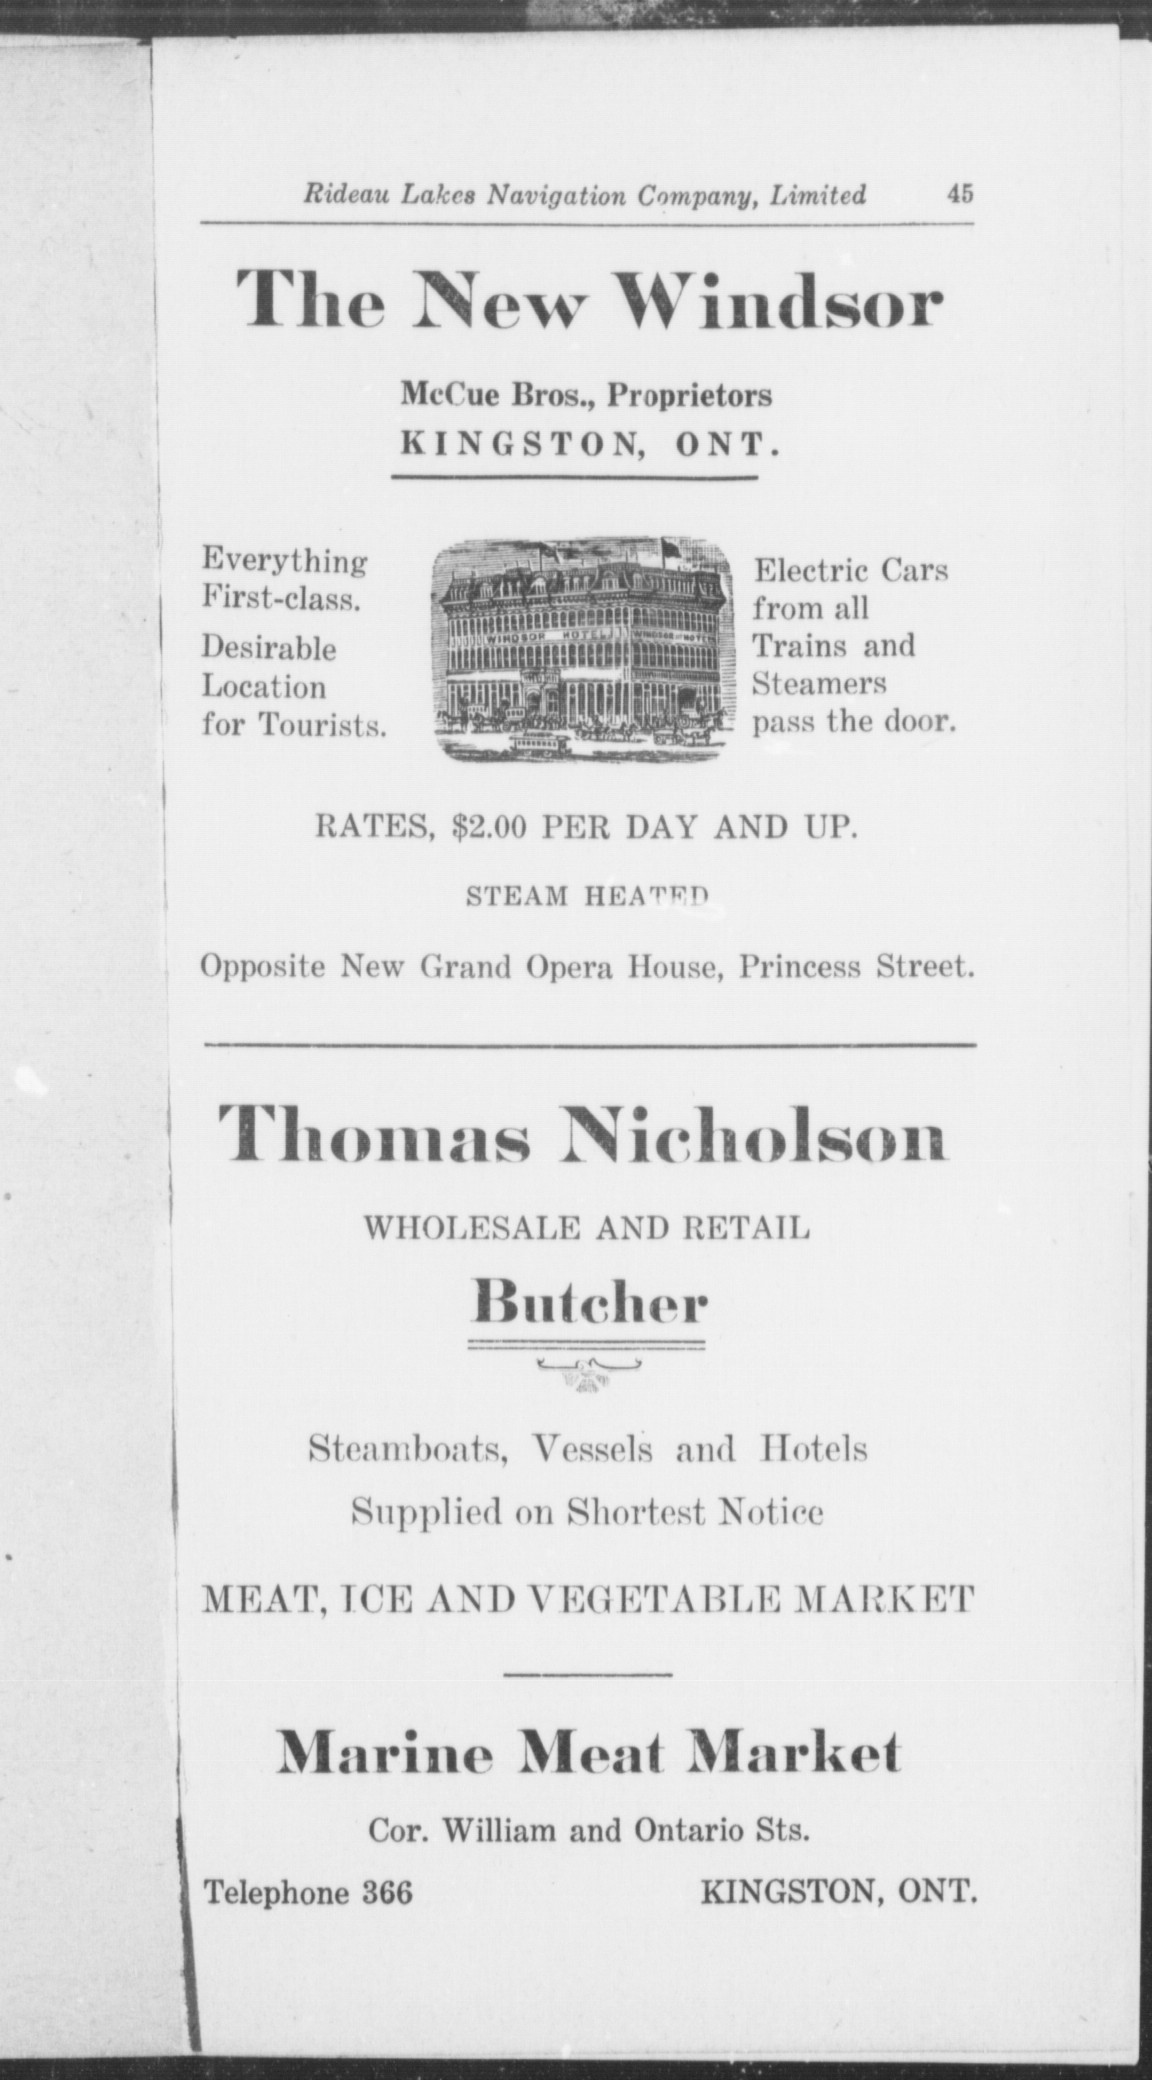 Rideau Lakes Navigation Company, Limited 45
The New Windsor
McCue Bros., Proprietors
KINGSTON, ONT.
Everything
First-class.
Desirable
Location
for Tourists.
WINDSOR HOTEL
WINDSOR HOTEL
Electric Cars
from all
Trains and
Steamers
pass the door.
RATES, $2.00 PER DAY AND UP.
STEAM HEATED
Opposite New Grand Opera House, Princess Street.
Thomas Nicholson
WHOLESALE AND RETAIL
Butcher
Steamboats, Vessels and Hotels
Supplied on Shortest Notice
MEAT, ICE AND VEGETABLE MARKET
Marine Meat Market
Cor. William and Ontario Sts.
Telephone 366 KINGSTON, ONT.